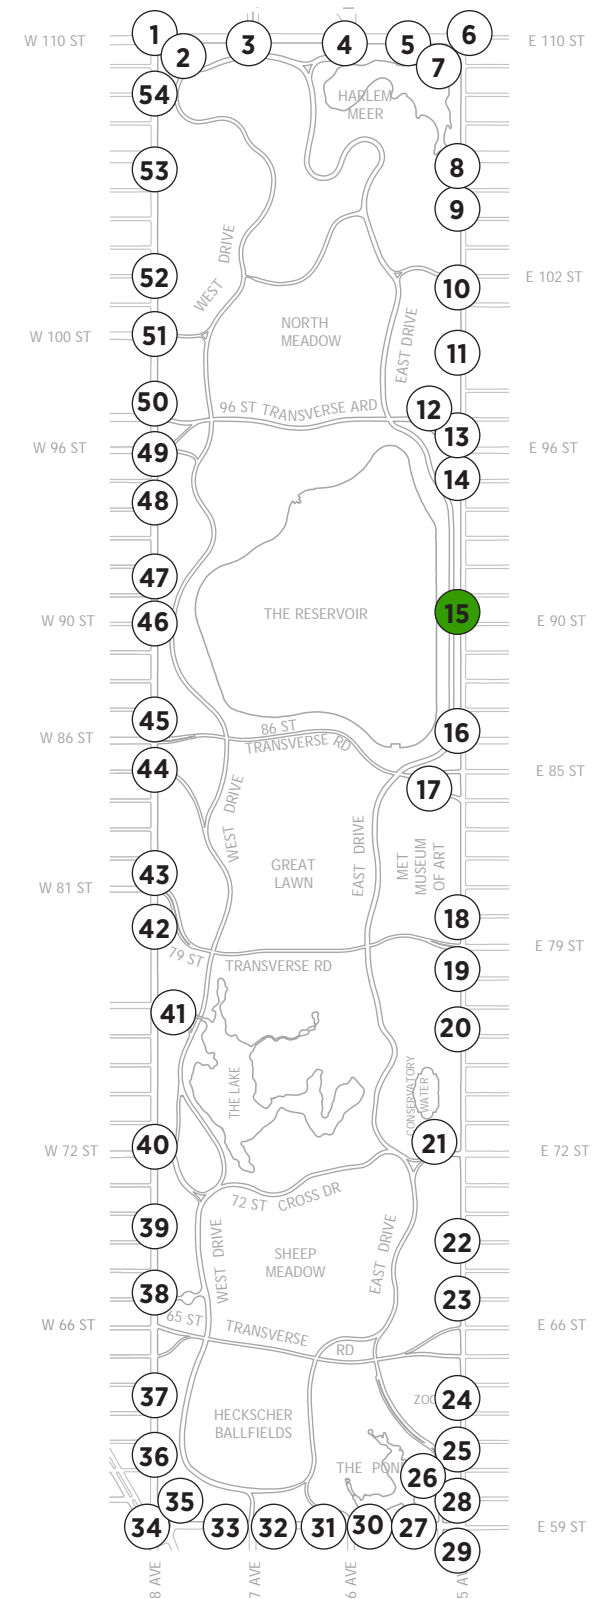 1
2
3
4
5
6
7
W 110 ST
E 110 ST
54
HARLEM
MEER
53
8
9
WEST DRIVE
52
10
E 102 ST
51
W 100 ST
NORTH
MEADOW
EAST DRIVE
11
50
96 ST TRANSVERSE ARD
12
13
W 96 ST
49
E 96 ST
14
48
47
W 90 ST
46
THE RESERVOIR
15
E 90 ST
45
W 86 ST
86 ST
TRANSVERSE RD
16
44
E 85 ST
17
WEST DRIVE
EAST DRIVE
MET
MUSEUM
OF ART
GREAT
LAWN
43
W 81 ST
42
18
79 ST
TRANSVERSE RD
E 79 ST
19
41
20
THE LAKE
CONSERVATORY
WATER
40
W 72 ST
21
E 72 ST
72 ST CROSS DR
39
WEST DRIVE
SHEEP
MEADOW
EAST DRIVE
22
38
23
W 66 ST
65 ST
TRANSVERSE
RD
E 66 ST
37
ZOO
24
HECKSCHER
BALLFIELDS
36
THE PON
25
26
35
28
34
33
32
31
30
27
E 59 ST
29
8 AVE
7 AVE
6 AVE
5 AV